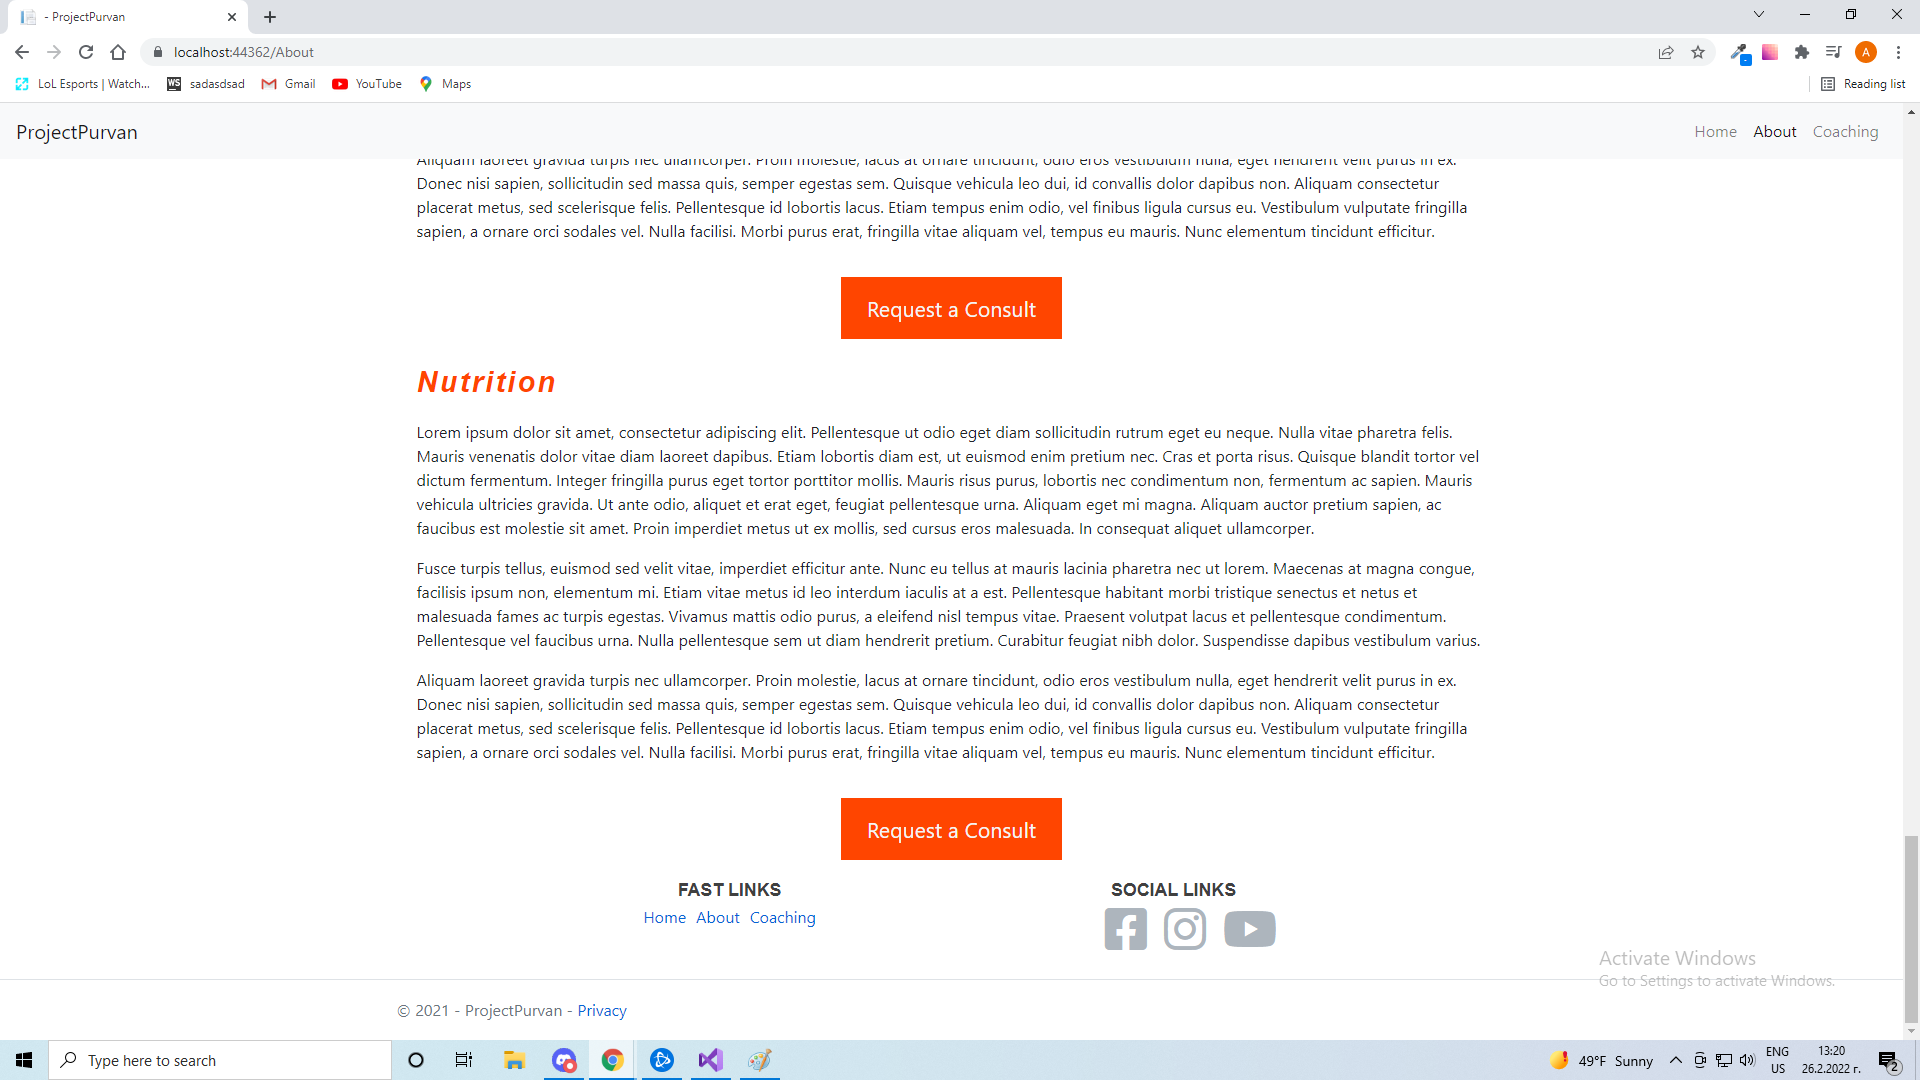 - ProjectPurvan
localhost:44362/About
LoL Esports | Watch...
WS sadasdsad
Gmail
YouTube
Maps
Reading list
A
ProjectPurvan
Home About Coaching
Aliquam laoreet gravida turpis nec ullamcorper. Proin molestie, lacus at ornare tincidunt, odio eros vestibulum nulla, eget hendrerit velit purus in ex.
Donec nisi sapien, sollicitudin sed massa quis, semper egestas sem. Quisque vehicula leo dui, id convallis dolor dapibus non. Aliquam consectetur
placerat metus, sed scelerisque felis. Pellentesque id lobortis lacus. Etiam tempus enim odio, vel finibus ligula cursus eu. Vestibulum vulputate fringilla
sapien, a ornare orci sodales vel. Nulla facilisi. Morbi purus erat, fringilla vitae aliquam vel, tempus eu mauris. Nunc elementum tincidunt efficitur.
Request a Consult
Nutrition
Lorem ipsum dolor sit amet, consectetur adipiscing elit. Pellentesque ut odio eget diam sollicitudin rutrum eget eu neque. Nulla vitae pharetra felis.
Mauris venenatis dolor vitae diam laoreet dapibus. Etiam lobortis diam est, ut euismod enim pretium nec. Cras et porta risus. Quisque blandit tortor vel
dictum fermentum. Integer fringilla purus eget tortor porttitor mollis. Mauris risus purus, lobortis nec condimentum non, fermentum ac sapien. Mauris
vehicula ultricies gravida. Ut ante odio, aliquet et erat eget, feugiat pellentesque urna. Aliquam eget mi magna. Aliquam auctor pretium sapien, ac
faucibus est molestie sit amet. Proin imperdiet metus ut ex mollis, sed cursus eros malesuada. In consequat aliquet ullamcorper.
Fusce turpis tellus, euismod sed velit vitae, imperdiet efficitur ante. Nunc eu tellus at mauris lacinia pharetra nec ut lorem. Maecenas at magna congue,
facilisis ipsum non, elementum mi. Etiam vitae metus id leo interdum iaculis at a est. Pellentesque habitant morbi tristique senectus et netus et
malesuada fames ac turpis egestas. Vivamus mattis odio purus, a eleifend nisl tempus vitae. Praesent volutpat lacus et pellentesque condimentum.
Pellentesque vel faucibus urna. Nulla pellentesque sem ut diam hendrerit pretium. Curabitur feugiat nibh dolor. Suspendisse dapibus vestibulum varius.
Aliquam laoreet gravida turpis nec ullamcorper. Proin molestie, lacus at ornare tincidunt, odio eros vestibulum nulla, eget hendrerit velit purus in ex.
Donec nisi sapien, sollicitudin sed massa quis, semper egestas sem. Quisque vehicula leo dui, id convallis dolor dapibus non. Aliquam consectetur
placerat metus, sed scelerisque felis. Pellentesque id lobortis lacus. Etiam tempus enim odio, vel finibus ligula cursus eu. Vestibulum vulputate fringilla
sapien, a ornare orci sodales vel. Nulla facilisi. Morbi purus erat, fringilla vitae aliquam vel, tempus eu mauris. Nunc elementum tincidunt efficitur.
Request a Consult
FAST LINKS
Home About Coaching
SOCIAL LINKS
Activate Windows
Go to Settings to activate Windows.
© 2021 - ProjectPurvan - Privacy
Type here to search
49°F Sunny
ENG
US
13:20
26.2.2022 г.
2